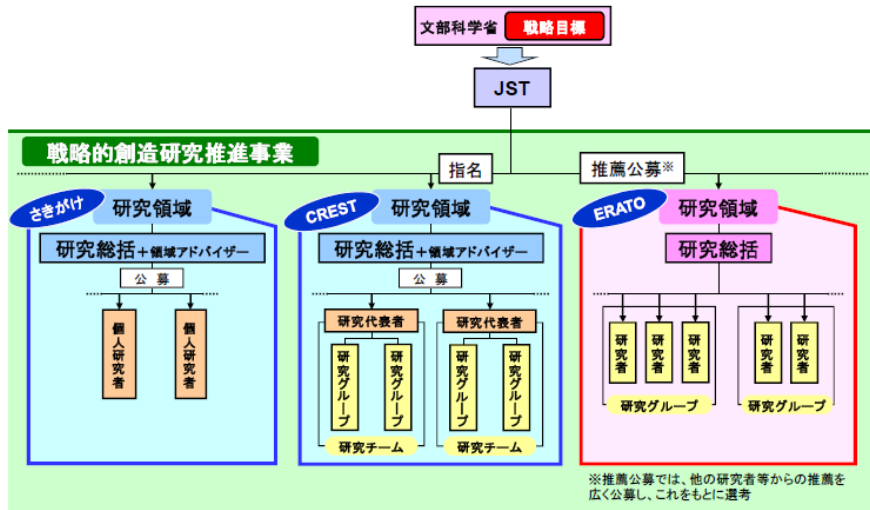 文部科学省 戦略目標
JST
戦略的創造研究推進事業
指名
推薦公募※
さきがけ
研究領域
研究総括+領域アドバイザー
公募
個人研究者
個人研究者
CREST
研究領域
研究総括+領域アドバイザー
公募
研究代表者
研究グループ
研究グループ
研究チーム
研究代表者
研究グループ
研究グループ
研究チーム
ERATO
研究領域
研究総括
研究者
研究者
研究者
研究グループ
研究者
研究者
研究グループ
※推薦公募では、他の研究者等からの推薦を
広く公募し、これをもとに選考